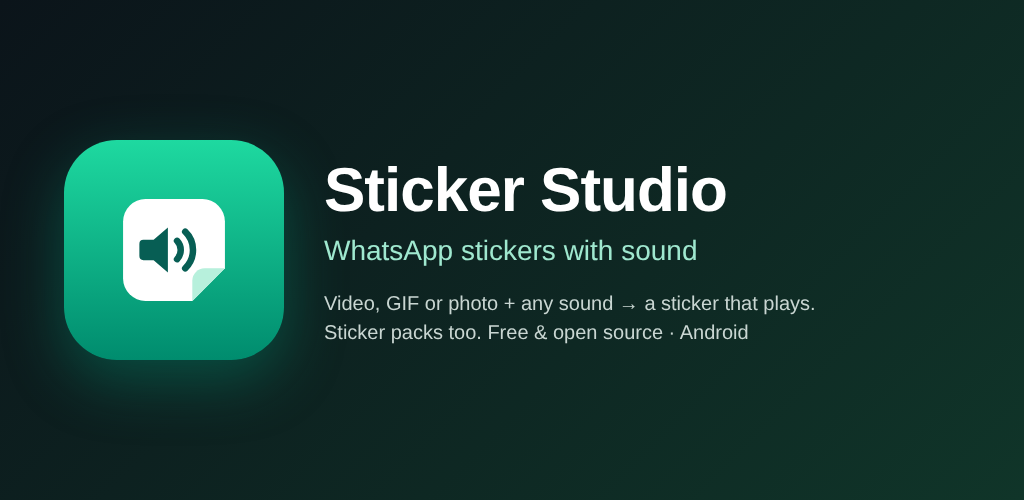 Sticker Studio
WhatsApp stickers with sound
Video, GIF or photo + any sound → a sticker that plays.
Sticker packs too. Free & open source · Android